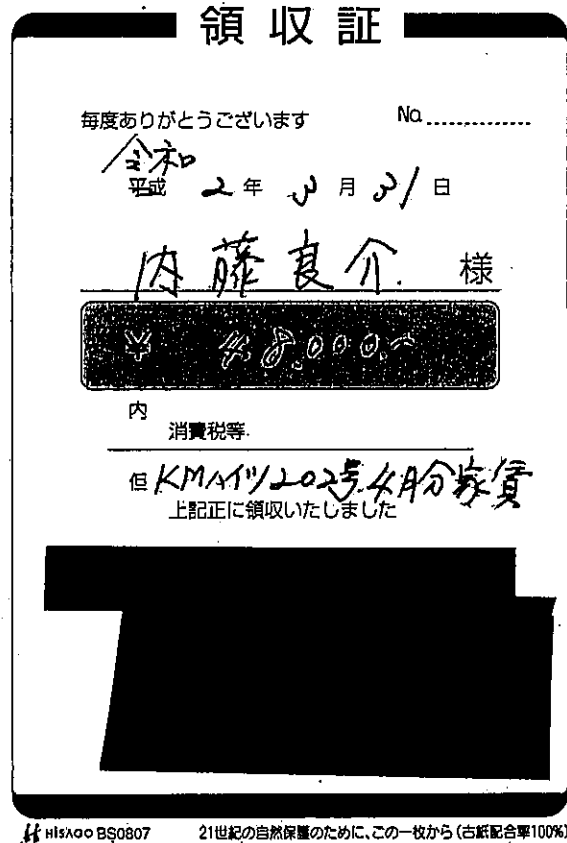 領収証
毎度ありがとうございます No.
令和
平成 2 年 3 月 31 日
内藤良介 様
¥ 48,000.-
内
消費税等
但 KMハイツ202号4月分家賃
上記正に領収いたしました
HISAGO BS0807 21世紀の自然保護のために、この一枚から(古紙配合率100%)